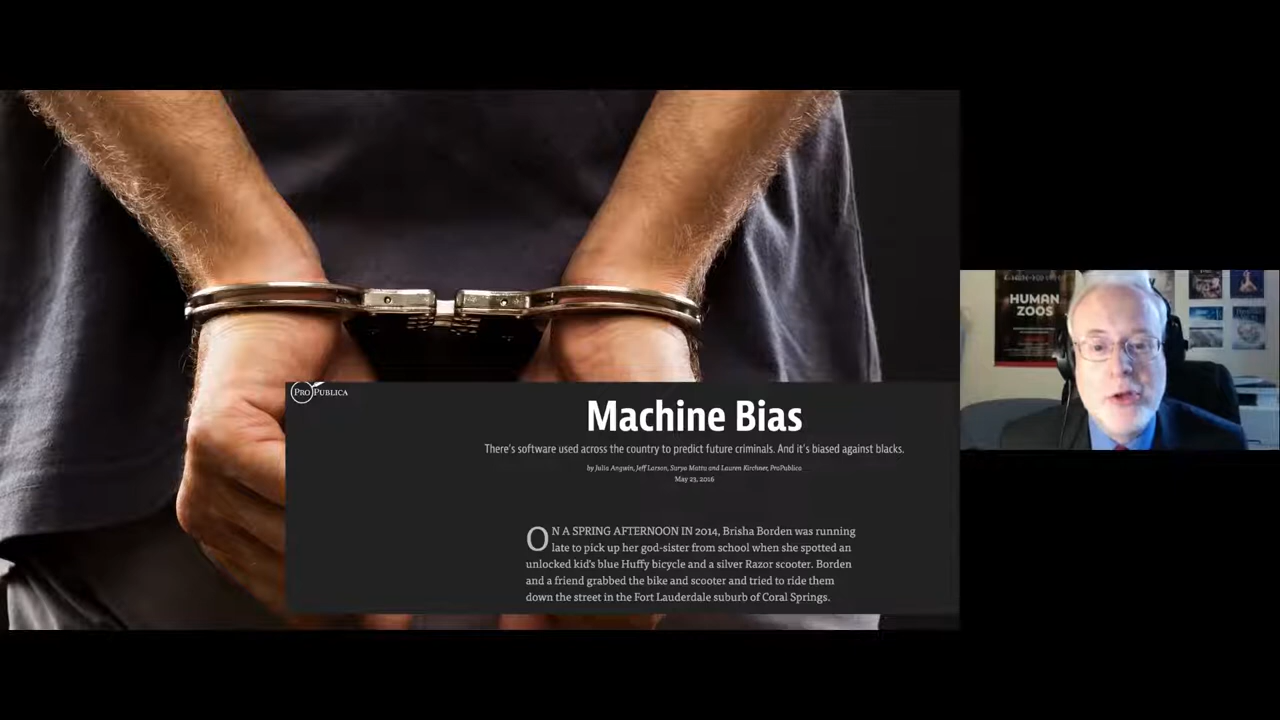 PROPUBLICA
Machine Bias
There's software used across the country to predict future criminals. And it's biased against blacks.
by Julia Angwin, Jeff Larson, Surya Mattu and Lauren Kirchner, ProPublica
May 23, 2016
ON A SPRING AFTERNOON IN 2014, Brisha Borden was running
late to pick up her god-sister from school when she spotted an
unlocked kid's blue Huffy bicycle and a silver Razor scooter. Borden
and a friend grabbed the bike and scooter and tried to ride them
down the street in the Fort Lauderdale suburb of Coral Springs.
HUMAN
ZOOS